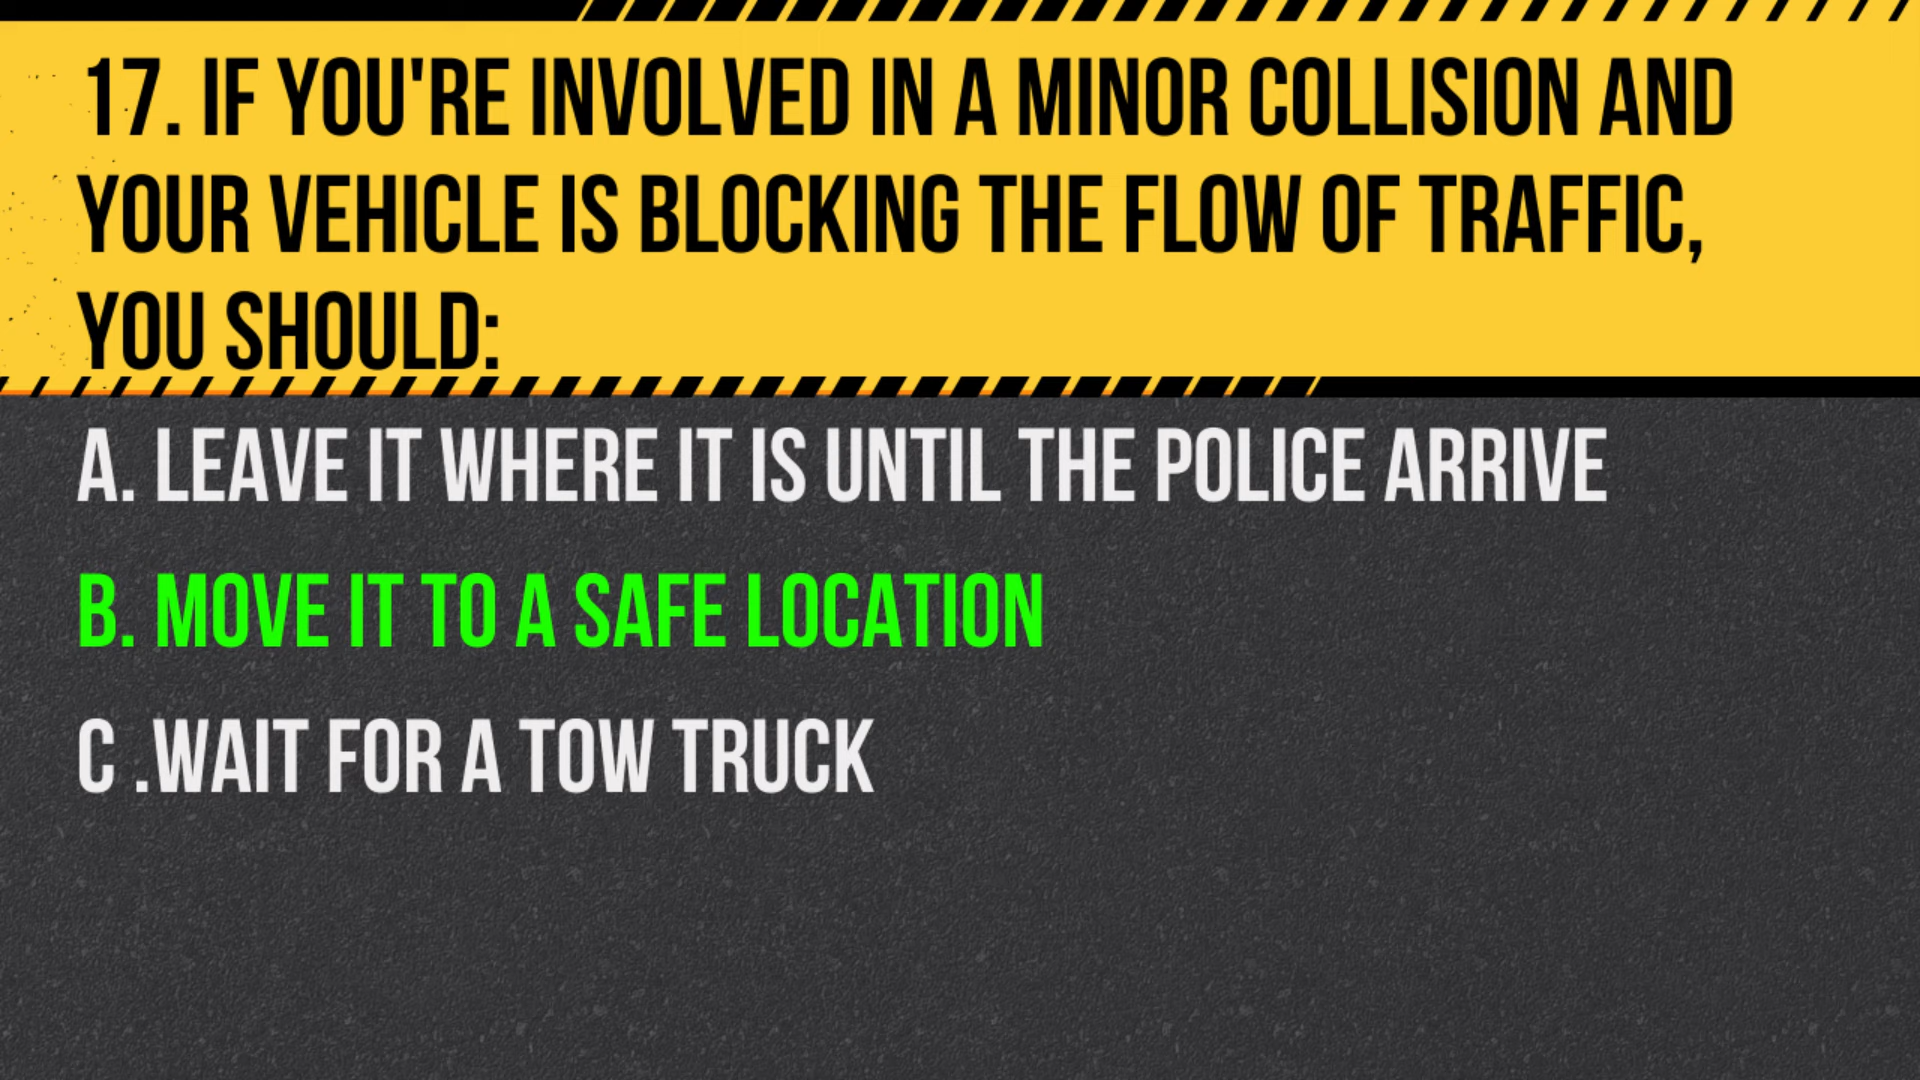 17. IF YOU'RE INVOLVED IN A MINOR COLLISION AND
YOUR VEHICLE IS BLOCKING THE FLOW OF TRAFFIC,
YOU SHOULD:
A. LEAVE IT WHERE IT IS UNTIL THE POLICE ARRIVE
B. MOVE IT TO A SAFE LOCATION
C .WAIT FOR A TOW TRUCK